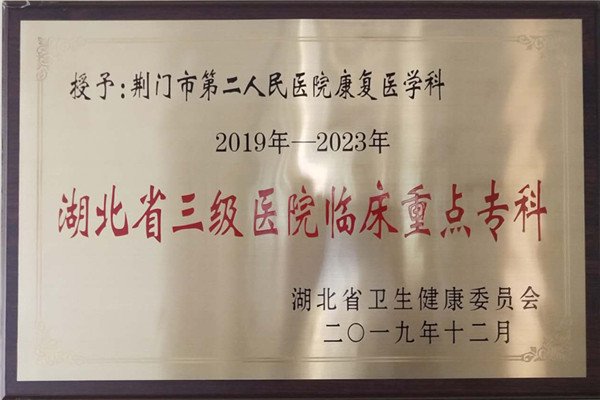 授予：荆门市第二人民医院康复医学科
2019年—2023年
湖北省三级医院临床重点专科
湖北省卫生健康委员会
二〇一九年十二月